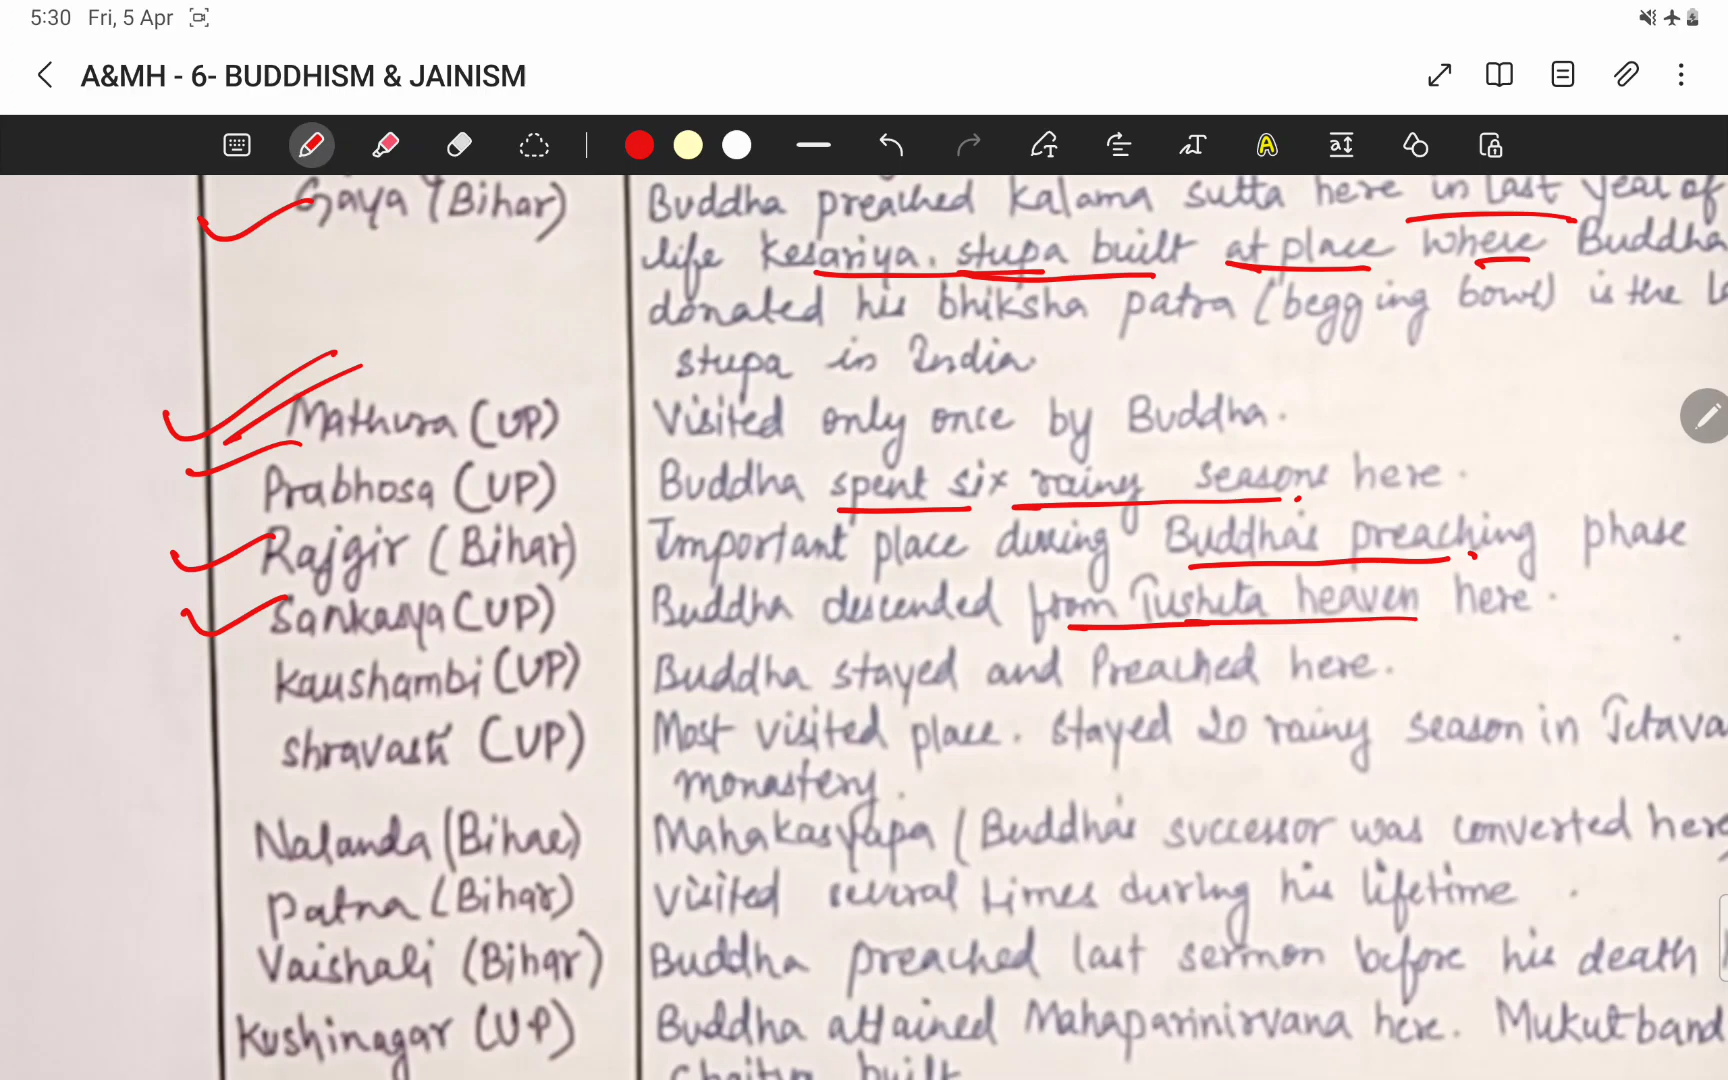 5:30 Fri, 5 Apr
A&MH - 6- BUDDHISM & JAINISM
Gaya (Bihar) Buddha preached Kalama sutta here in last year of
life Kesariya. stupa built at place where Buddha
donated his bhiksha patra (begging bowl) is the
stupa in India.
Mathura (UP) Visited only once by Buddha.
Prabhosa (UP) Buddha spent six rainy seasons here.
Rajgir (Bihar) Important place during Buddha's preaching phase
Sankasya (UP) Buddha descended from Tushita heaven here.
Kaushambi (UP) Buddha stayed and Preached here.
Shravasti (UP) Most visited place. Stayed 20 rainy season in
monastery.
Nalanda (Bihar) Mahakasyapa (Buddha's successor was converted here
Patna (Bihar) Visited several times during his lifetime.
Vaishali (Bihar) Buddha preached last sermon before his death
Kushinagar (UP) Buddha attained Mahaparinirvana here. Mukutband
Chaitya built